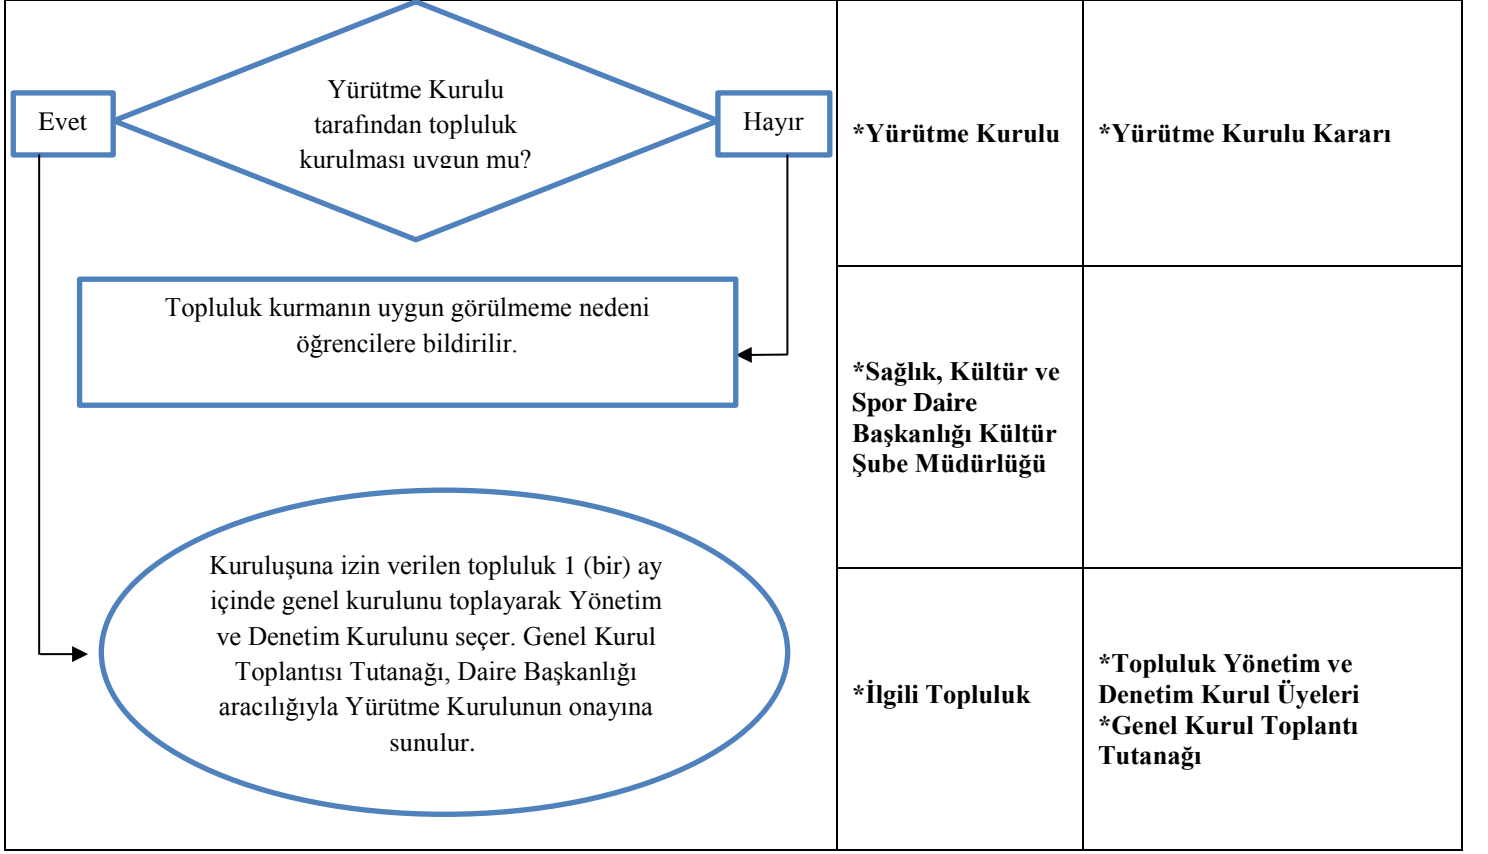 Yürütme Kurulu
tarafından topluluk
kurulması uygun mu?
Evet
Hayır
*Yürütme Kurulu
*Yürütme Kurulu Kararı
Topluluk kurmanın uygun görülmeme nedeni
öğrencilere bildirilir.
*Sağlık, Kültür ve
Spor Daire
Başkanlığı Kültür
Şube Müdürlüğü
Kuruluşuna izin verilen topluluk 1 (bir) ay
içinde genel kurulunu toplayarak Yönetim
ve Denetim Kurulunu seçer. Genel Kurul
Toplantısı Tutanağı, Daire Başkanlığı
aracılığıyla Yürütme Kurulunun onayına
sunulur.
*İlgili Topluluk
*Topluluk Yönetim ve
Denetim Kurul Üyeleri
*Genel Kurul Toplantı
Tutanağı